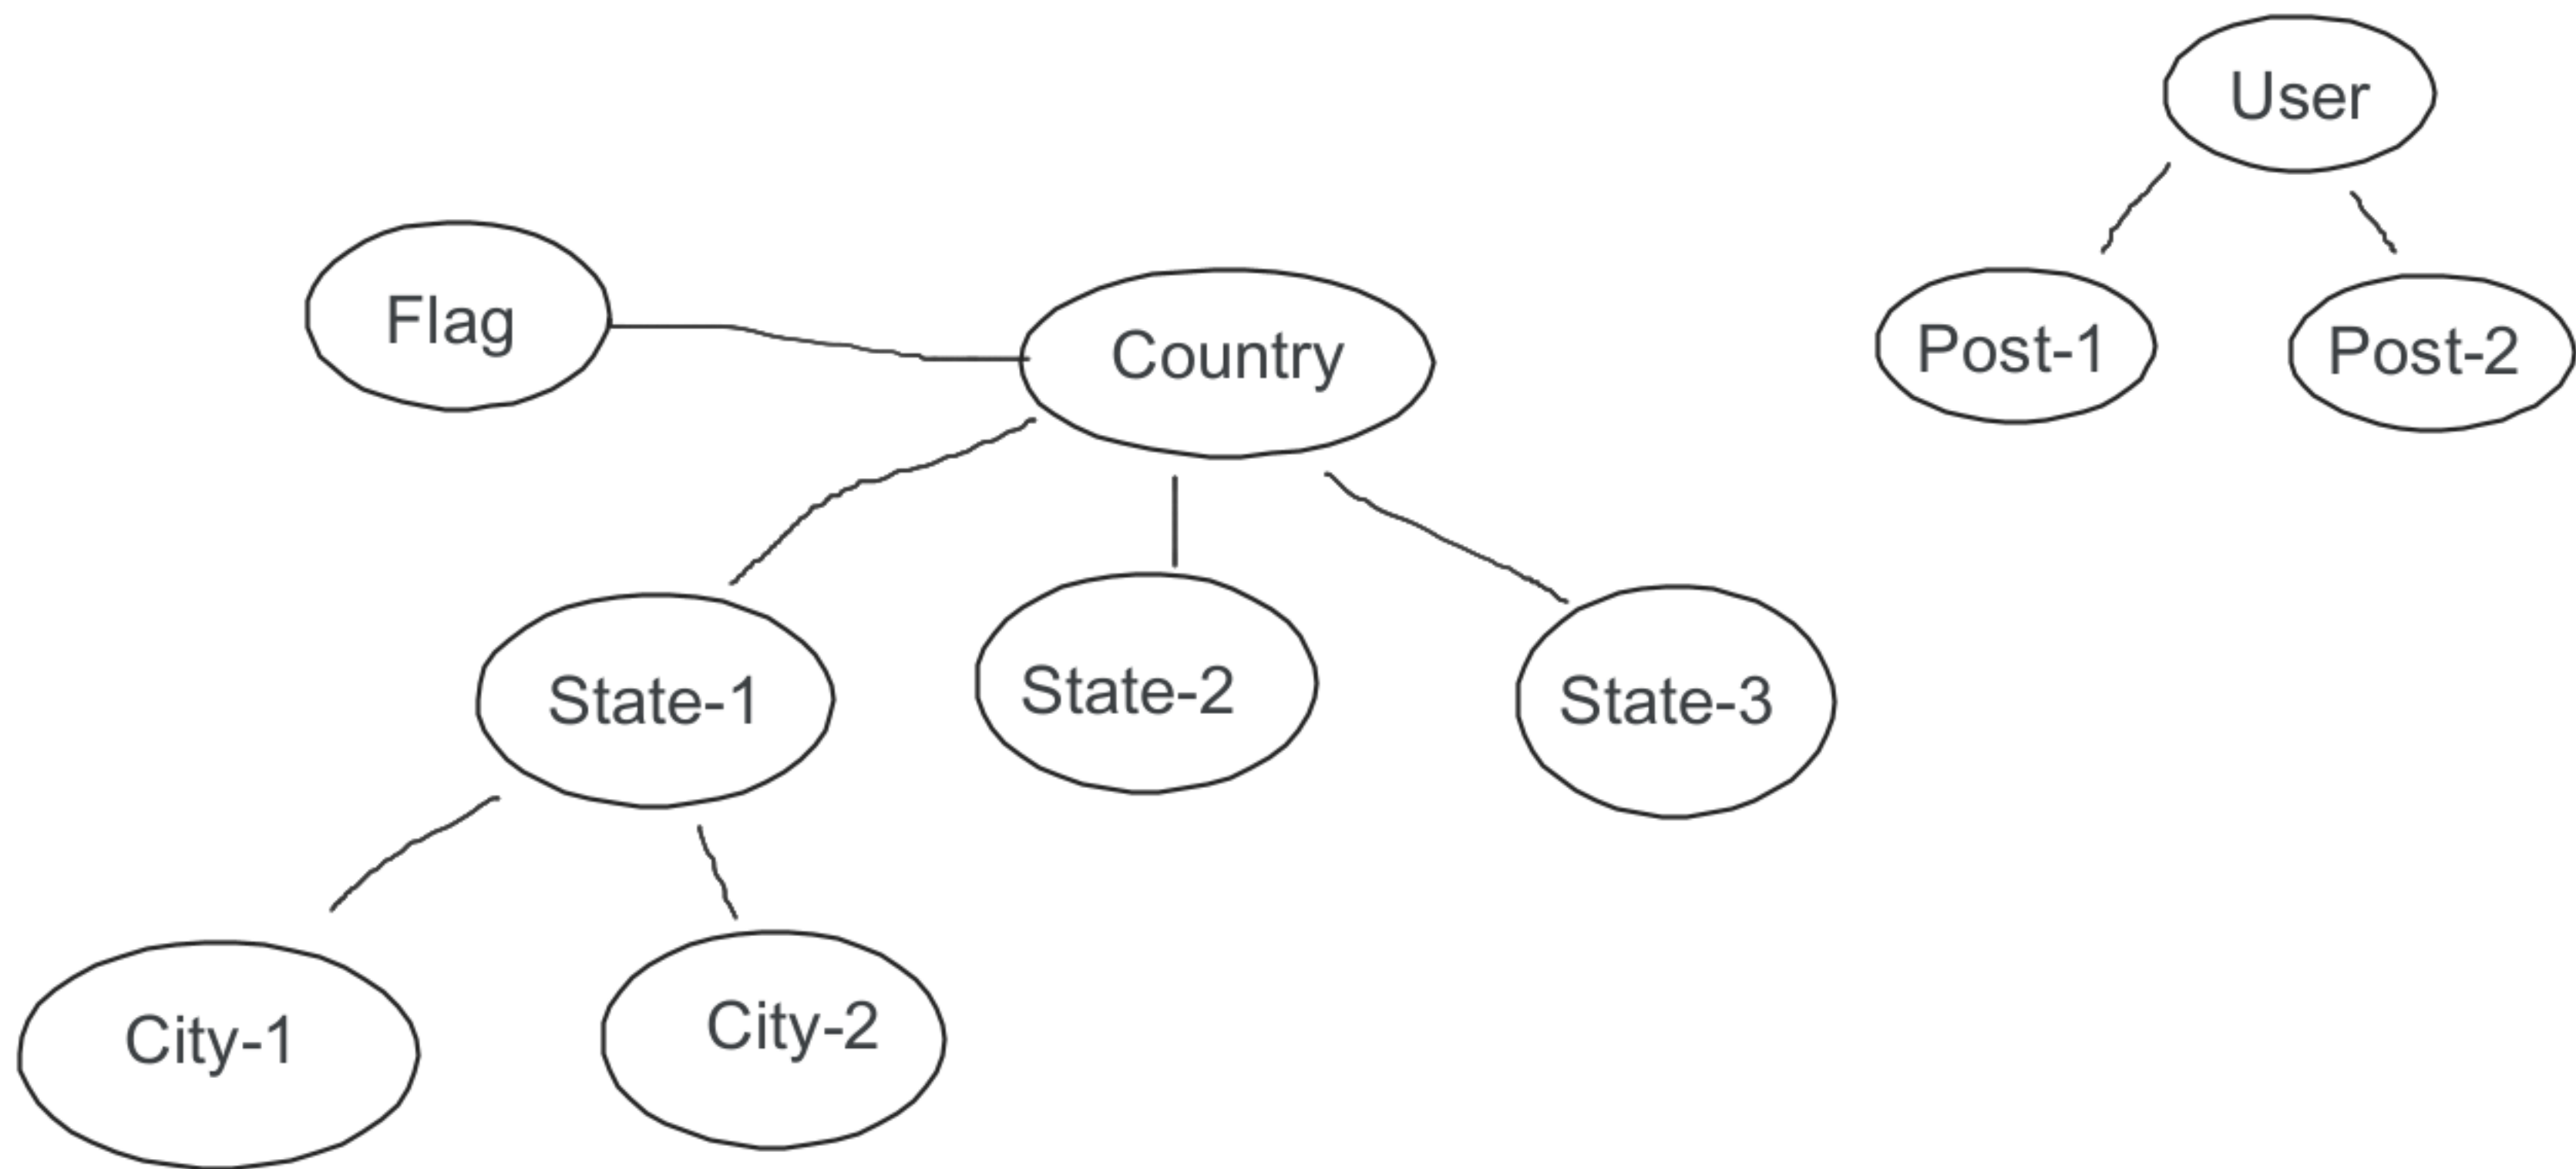 User
Flag
Country
Post-1
Post-2
State-1
State-2
State-3
City-1
City-2